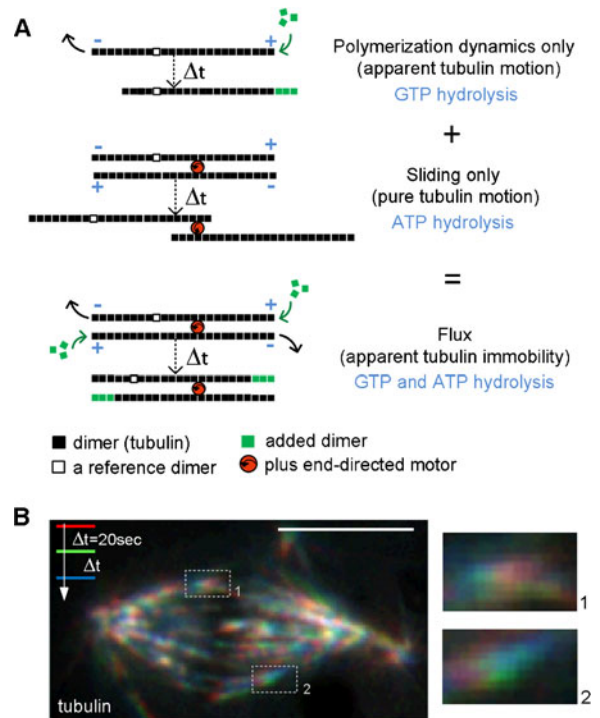 A
- +
Δt
Polymerization dynamics only
(apparent tubulin motion)
GTP hydrolysis
+
- +
+ -
Δt
Sliding only
(pure tubulin motion)
ATP hydrolysis
=
- +
+ -
Δt
Flux
(apparent tubulin immobility)
GTP and ATP hydrolysis
dimer (tubulin)
added dimer
a reference dimer
plus end-directed motor
B
Δt=20sec
Δt
1
2
tubulin
1
2